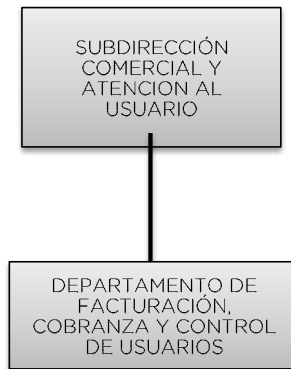 SUBDIRECCIÓN
COMERCIAL Y
ATENCION AL
USUARIO
DEPARTAMENTO DE
FACTURACIÓN,
COBRANZA Y CONTROL
DE USUARIOS